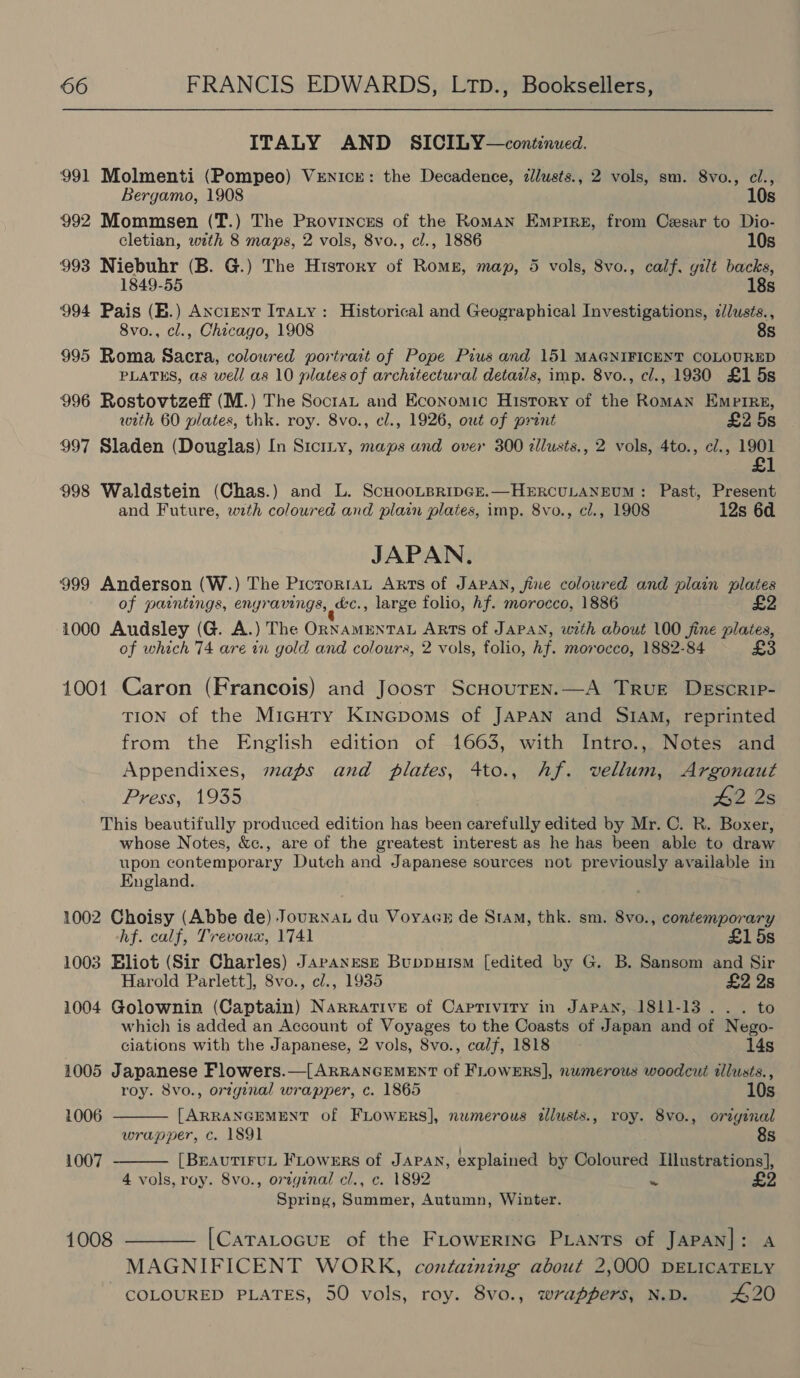 66 FRANCIS EDWARDS, LTD., Booksellers,
ITALY AND SICILY—continued.
991 Molmenti (Pompeo) VENICE: the Decadence, illusts., 2 vols, sm. 8vo., cl.,
Bergamo, 1908 10s
992 Mommsen (T.) The PROVINCES of the ROMAN EMPIRE, from Cæsar to Dio-
cletian, with 8 maps, 2 vols, 8vo., cl., 1886 10s
993 Niebuhr (B. G.) The HISTORY of ROME, map, 5 vols, 8vo., calf, gilt backs,
1849-55 18s
994 Pais (E.) ANCIENT ITALY: Historical and Geographical Investigations, illusts.,
8vo., cl., Chicago, 1908 8s
995 Roma Sacra, coloured portrait of Pope Pius and 151 MAGNIFICENT COLOURED
PLATES, as well as 10 plates of architectural details, imp. 8vo., cl., 1930 £1 5s
996 Rostovtzeff (M.) The SOCIAL and ECONOMIC HISTORY of the ROMAN EMPIRE,
with 60 plates, thk. roy. 8vo., cl., 1926, out of print £2 5s
997 Sladen (Douglas) In SICILY, maps and over 300 illusts., 2 vols, 4to., cl., 1901
£1
998 Waldstein (Chas.) and L. SCHOOLBRIDGE.—HERCULANEUM: Past, Present
and Future, with coloured and plain plates, imp. 8vo., cl., 1908 12s 6d
JAPAN.
999 Anderson (W.) The PICTORIAL ARTS of JAPAN, fine coloured and plain plates
of paintings, engravings, &c., large folio, hf. morocco, 1886 £2
1000 Audsley (G. A.) The ORNAMENTAL ARTS of JAPAN, with about 100 fine plates,
of which 74 are in gold and colours, 2 vols, folio, hf. morocco, 1882-84 £3
1001 Caron (Francois) and JOOST SCHOUTEN.—A TRUE DESCRIP-
TION of the MIGHTY KINGDOMS of JAPAN and SIAM, reprinted
from the English edition of 1663, with Intro., Notes and
Appendixes, maps and plates, 4to., hf. vellum, Argonaut
Press, 1935 £2 2s
This beautifully produced edition has been carefully edited by Mr. C. R. Boxer,
whose Notes, &c., are of the greatest interest as he has been able to draw
upon contemporary Dutch and Japanese sources not previously available in
England.
1002 Choisy (Abbe de) JOURNAL du VOYAGE de SIAM, thk. sm. 8vo., contemporary
hf. calf, Trevoux, 1741 £1 5s
1003 Eliot (Sir Charles) JAPANESE BUDDHISM [edited by G. B. Sansom and Sir
Harold Parlett], 8vo., cl., 1935 £2 2s
1004 Golownin (Captain) NARRATIVE of CAPTIVITY in JAPAN, 1811-13 . . . to
which is added an Account of Voyages to the Coasts of Japan and of Nego-
ciations with the Japanese, 2 vols, 8vo., calf, 1818 14s
1005 Japanese Flowers.—[ARRANGEMENT of FLOWERS], numerous woodcut illusts.,
roy. 8vo., original wrapper, c. 1865 10s
1006 ——— [ARRANGEMENT of FLOWERS], numerous illusts., roy. 8vo., original
wrapper, c. 1891 8s
1007 ——— [BEAUTIFUL FLOWERS of JAPAN, explained by Coloured Illustrations],
4 vols, roy. 8vo., original cl., c. 1892 £2
Spring, Summer, Autumn, Winter.
1008 ——— [CATALOGUE of the FLOWERING PLANTS of JAPAN]: A
MAGNIFICENT WORK, containing about 2,000 DELICATELY
COLOURED PLATES, 50 vols, roy. 8vo., wrappers, N.D. £20